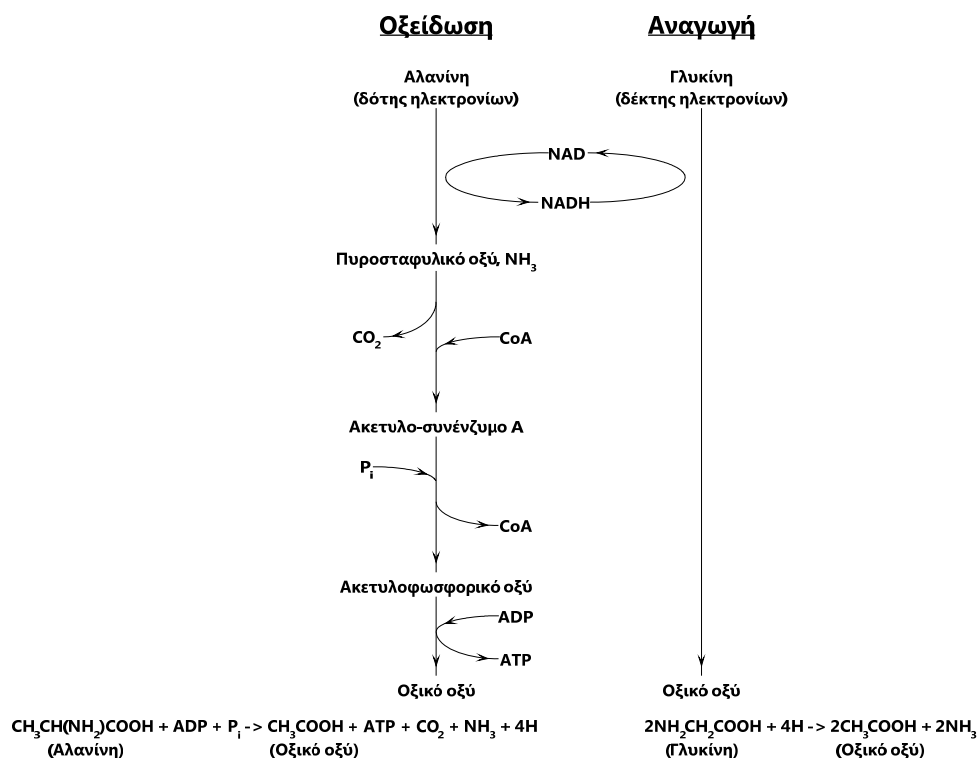 Οξείδωση
Αναγωγή
Αλανίνη
(δότης ηλεκτρονίων)
Γλυκίνη
(δέκτης ηλεκτρονίων)
NAD
NADH
Πυροσταφυλικό οξύ, NH₃
CO₂
CoA
Ακετυλο-συνένζυμο Α
Pᵢ
CoA
Ακετυλοφωσφορικό οξύ
ADP
ATP
Οξικό οξύ
Οξικό οξύ
CH₃CH(NH₂)COOH + ADP + Pᵢ -> CH₃COOH + ATP + CO₂ + NH₃ + 4H
(Αλανίνη)
(Οξικό οξύ)
2NH₂CH₂COOH + 4H -> 2CH₃COOH + 2NH₃
(Γλυκίνη)
(Οξικό οξύ)